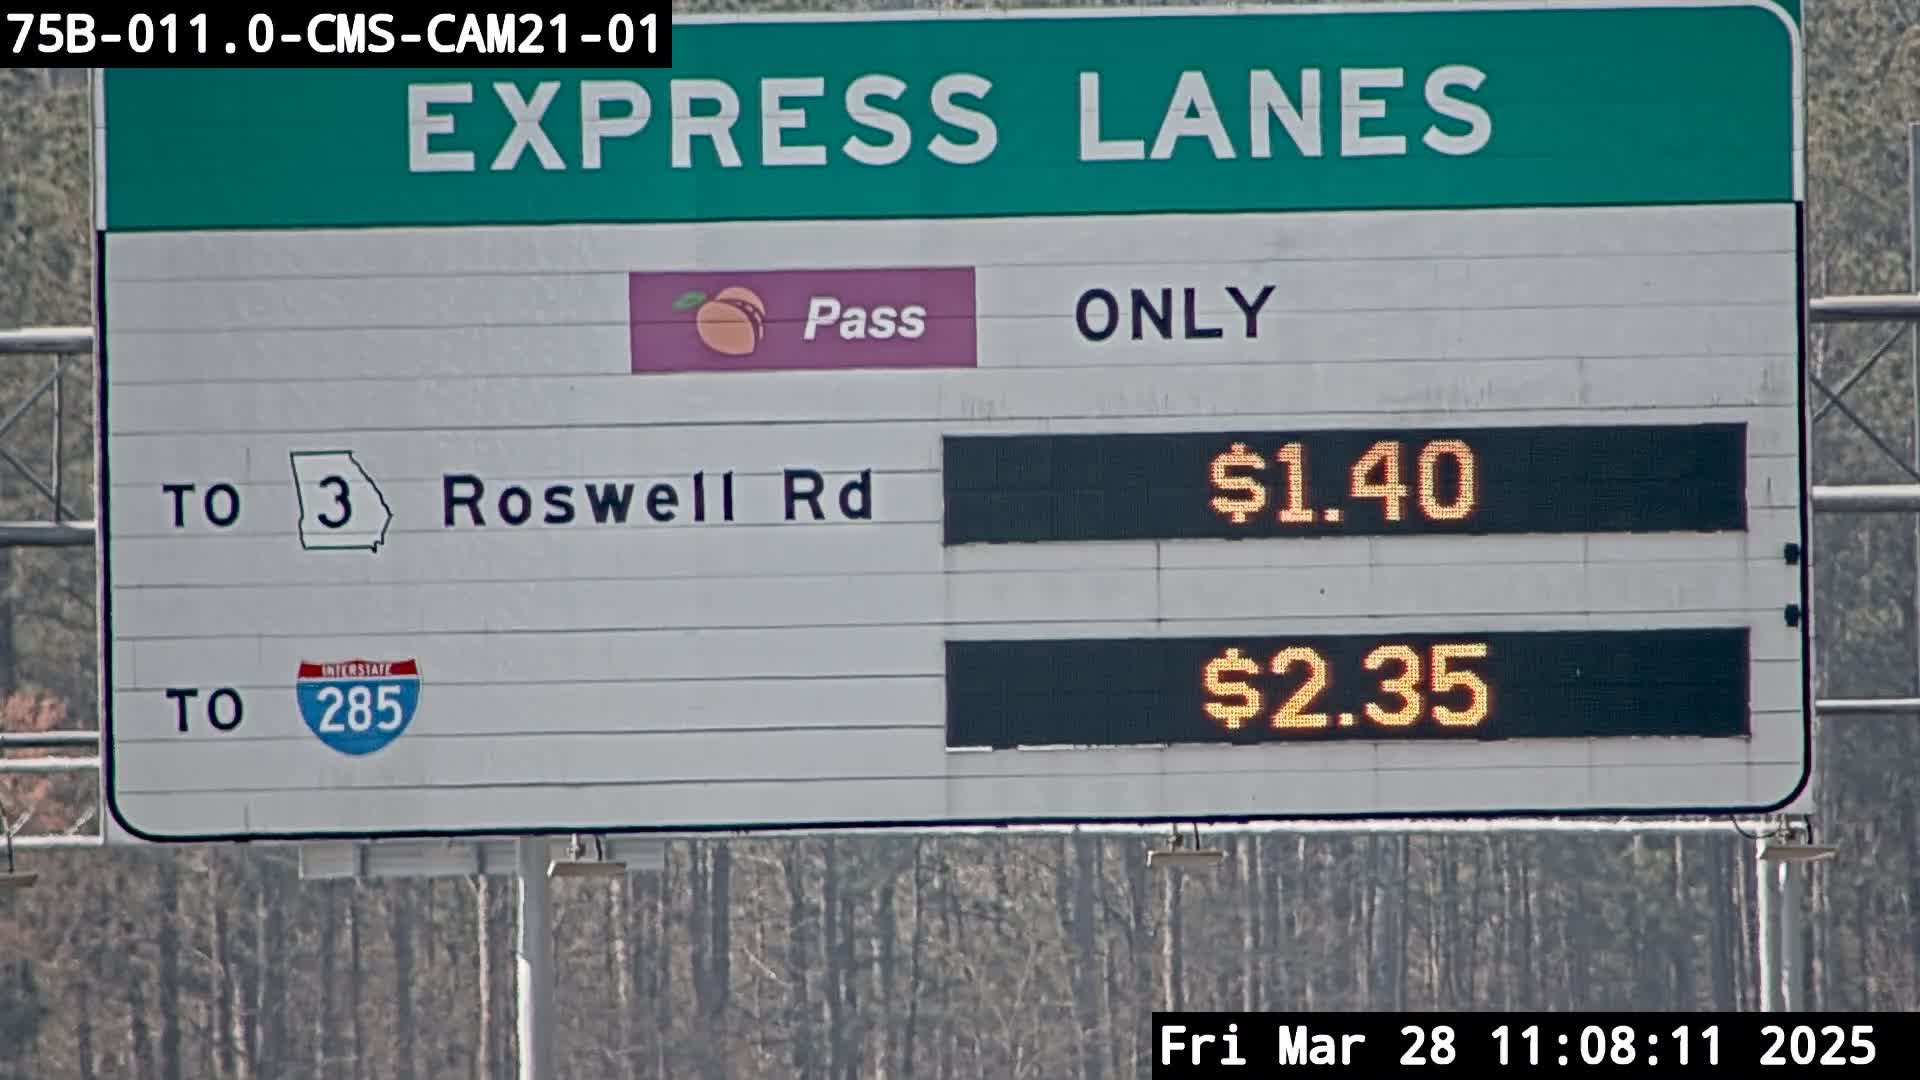 75B-011.0-CMS-CAM21-01
EXPRESS LANES
Pass ONLY
TO 3 Roswell Rd $1.40
TO INTERSTATE 285 $2.35
Fri Mar 28 11:08:11 2025